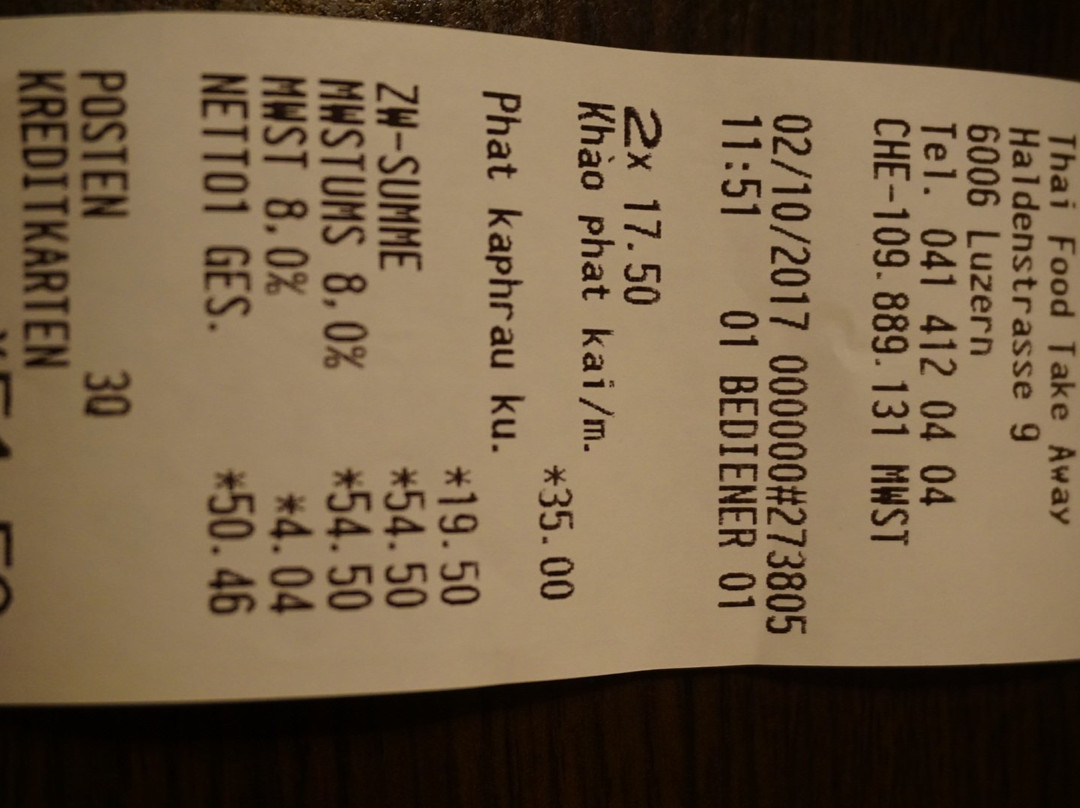 Thai Food Take Away
Haldenstrasse 9
6006 Luzern
Tel. 041 412 04 04
CHE-109.889.131 MWST
02/10/2017 000000#273805
11:51 01 BEDIENER 01
2x 17.50
Khào phat kai/m.
*35.00
Phat kaphrau ku.
*19.50
ZW-SUMME *54.50
MWSTUMS 8,0% *54.50
MWST 8,0% *4.04
NETTO1 GES. *50.46
POSTEN 3Q
KREDITKARTEN